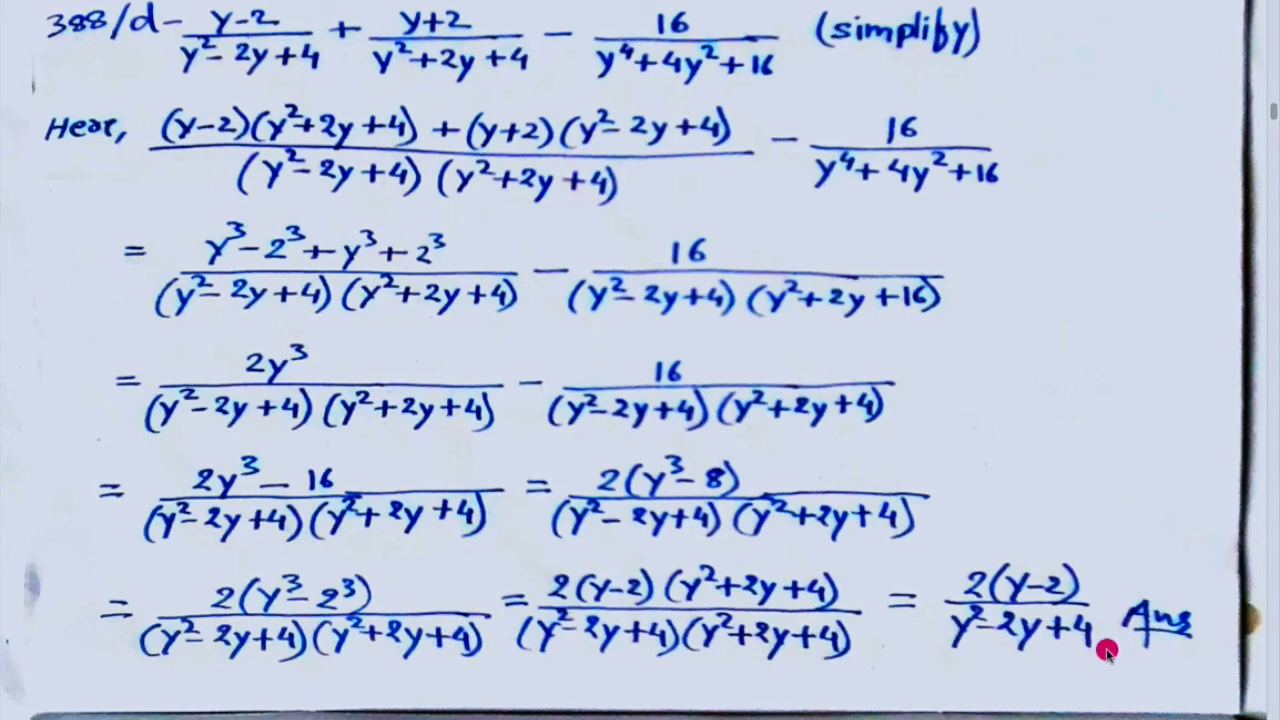 388/d - (y-2)/(y²-2y+4) + (y+2)/(y²+2y+4) - 16/(y⁴+4y²+16) (simplify)
Hear, ((y-2)(y²+2y+4)+(y+2)(y²-2y+4))/((y²-2y+4)(y²+2y+4)) - 16/(y⁴+4y²+16)
= (y³-2³+y³+2³)/((y²-2y+4)(y²+2y+4)) - 16/((y²-2y+4)(y²+2y+16))
= 2y³/((y²-2y+4)(y²+2y+4)) - 16/((y²-2y+4)(y²+2y+4))
= (2y³-16)/((y²-2y+4)(y²+2y+4)) = 2(y³-8)/((y²-2y+4)(y²+2y+4))
= 2(y³-2³)/((y²-2y+4)(y²+2y+4)) = 2(y-2)(y²+2y+4)/((y²-2y+4)(y²+2y+4)) = 2(y-2)/(y²-2y+4) Ans